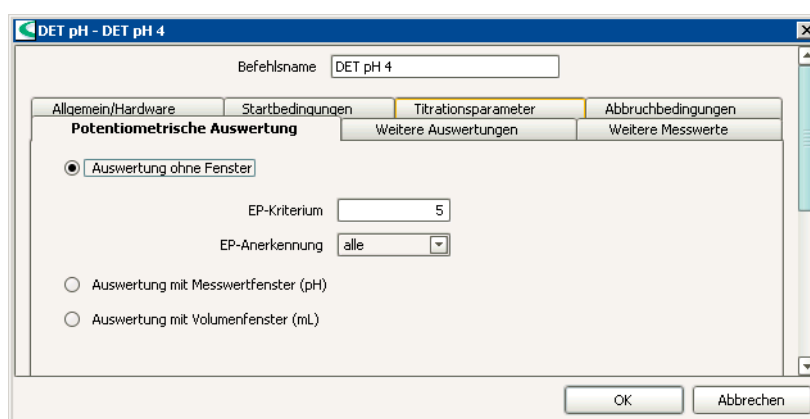 DET pH - DET pH 4
Befehlsname DET pH 4
Allgemein/Hardware Startbedingungen Titrationsparameter Abbruchbedingungen
Potentiometrische Auswertung Weitere Auswertungen Weitere Messwerte
Auswertung ohne Fenster
EP-Kriterium 5
EP-Anerkennung alle
Auswertung mit Messwertfenster (pH)
Auswertung mit Volumenfenster (mL)
OK Abbrechen